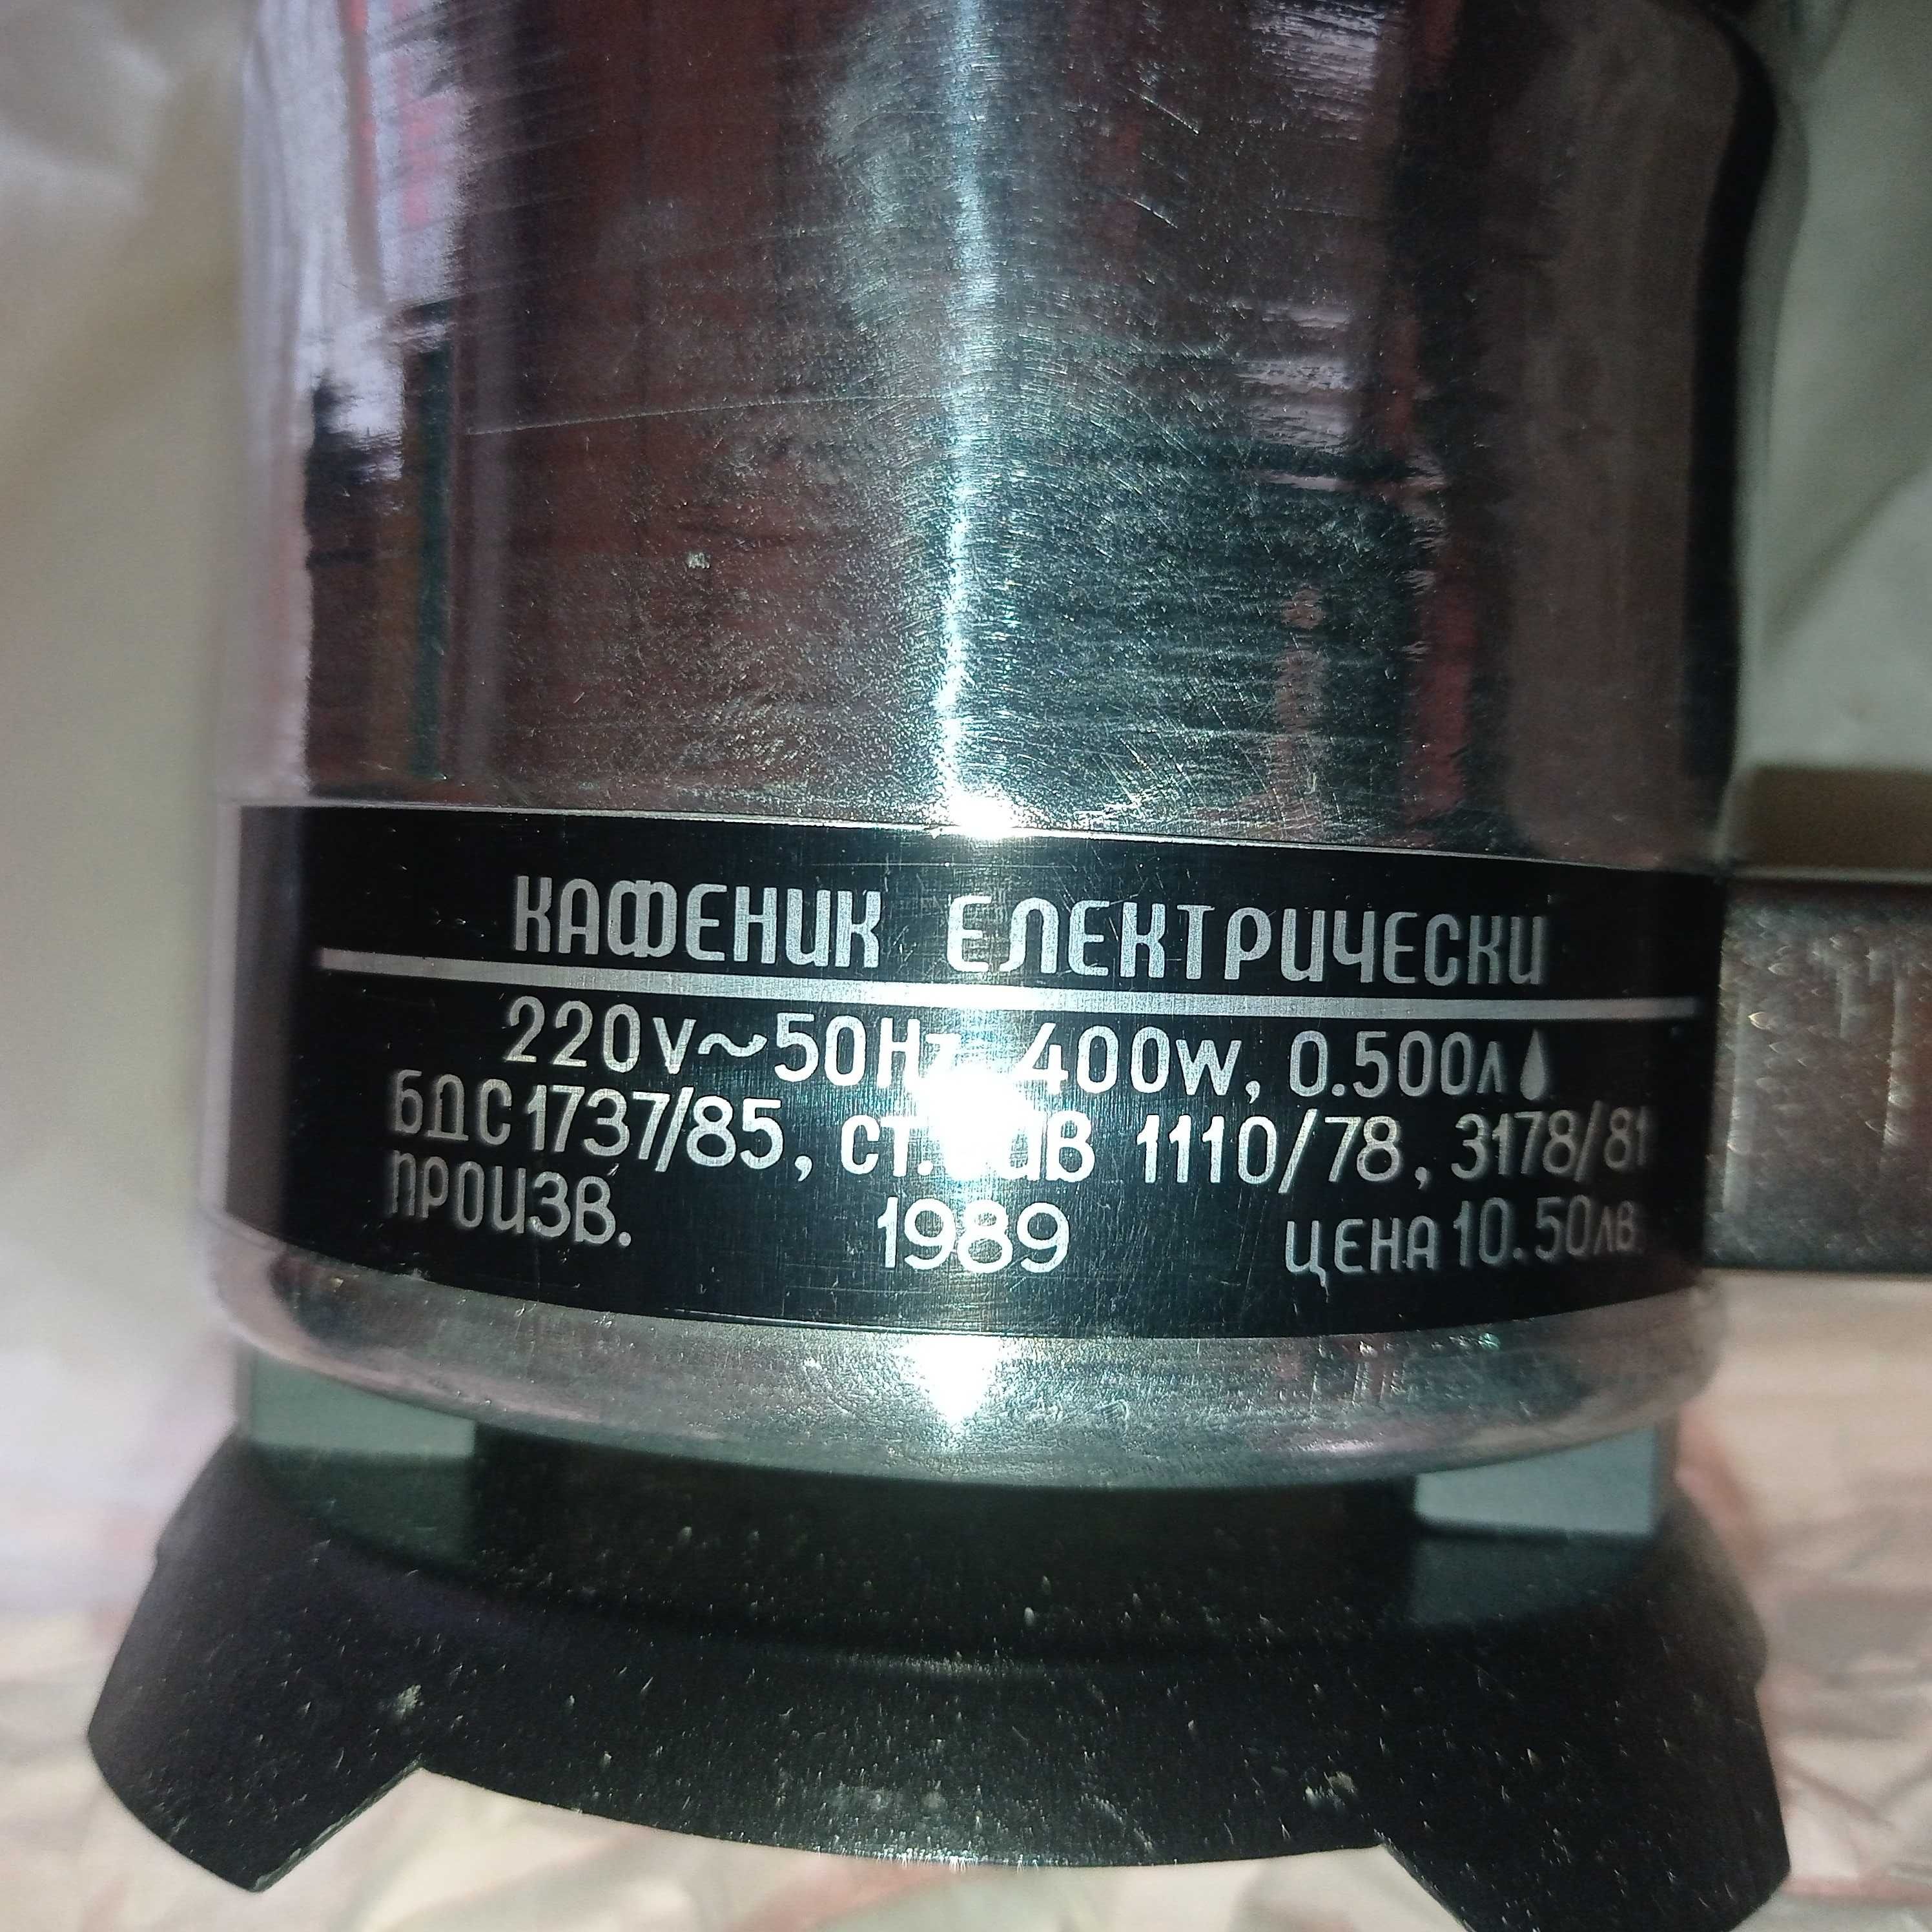 КАФЕНИК ЕЛЕКТРИЧЕСКИ
220V~50Hz, 400W, 0.500л
БДС 1737/85, СТ. 1110/78, 3178/81
ПРОИЗВ. 1989 ЦЕНА 10.50лв.